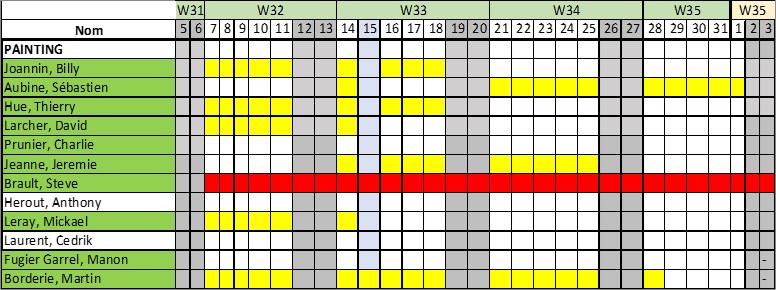 W31 W32 W33 W34 W35 W35
Nom 5 6 7 8 9 10 11 12 13 14 15 16 17 18 19 20 21 22 23 24 25 26 27 28 29 30 31 1 2 3
PAINTING
Joannin, Billy
Aubine, Sébastien
Hue, Thierry
Larcher, David
Prunier, Charlie
Jeanne, Jeremie
Brault, Steve
Herout, Anthony
Leray, Mickael
Laurent, Cedrik
Fugier Garrel, Manon -
Borderie, Martin -